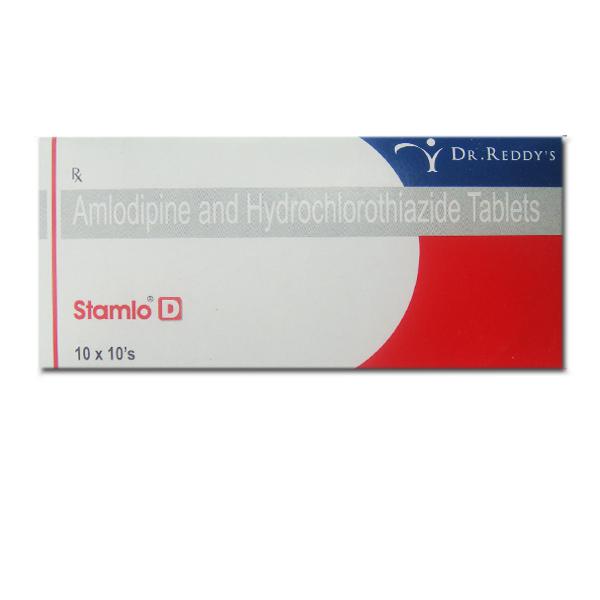 DR.REDDY'S
℞
Amlodipine and Hydrochlorothiazide Tablets
Stamlo® D
10 x 10's